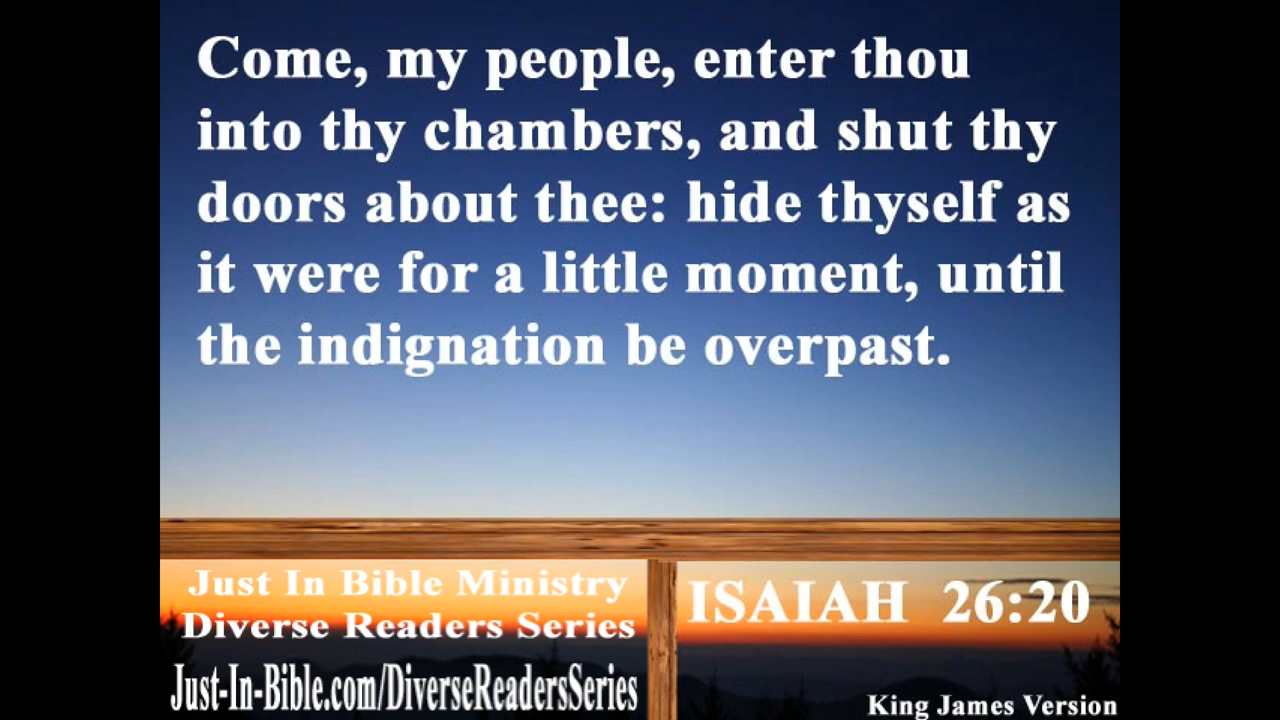 Come, my people, enter thou
into thy chambers, and shut thy
doors about thee: hide thyself as
it were for a little moment, until
the indignation be overpast.
Just In Bible Ministry
Diverse Readers Series
Just-In-Bible.com/DiverseReadersSeries
ISAIAH 26:20
King James Version